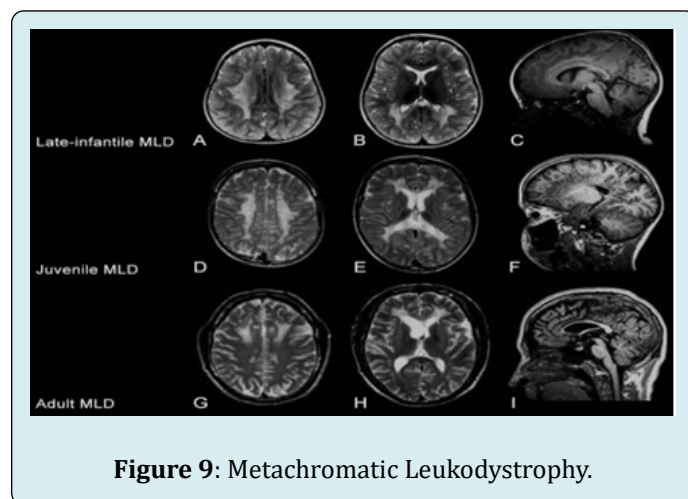 Late-infantile MLD A B C
Juvenile MLD D E F
Adult MLD G H I
Figure 9: Metachromatic Leukodystrophy.